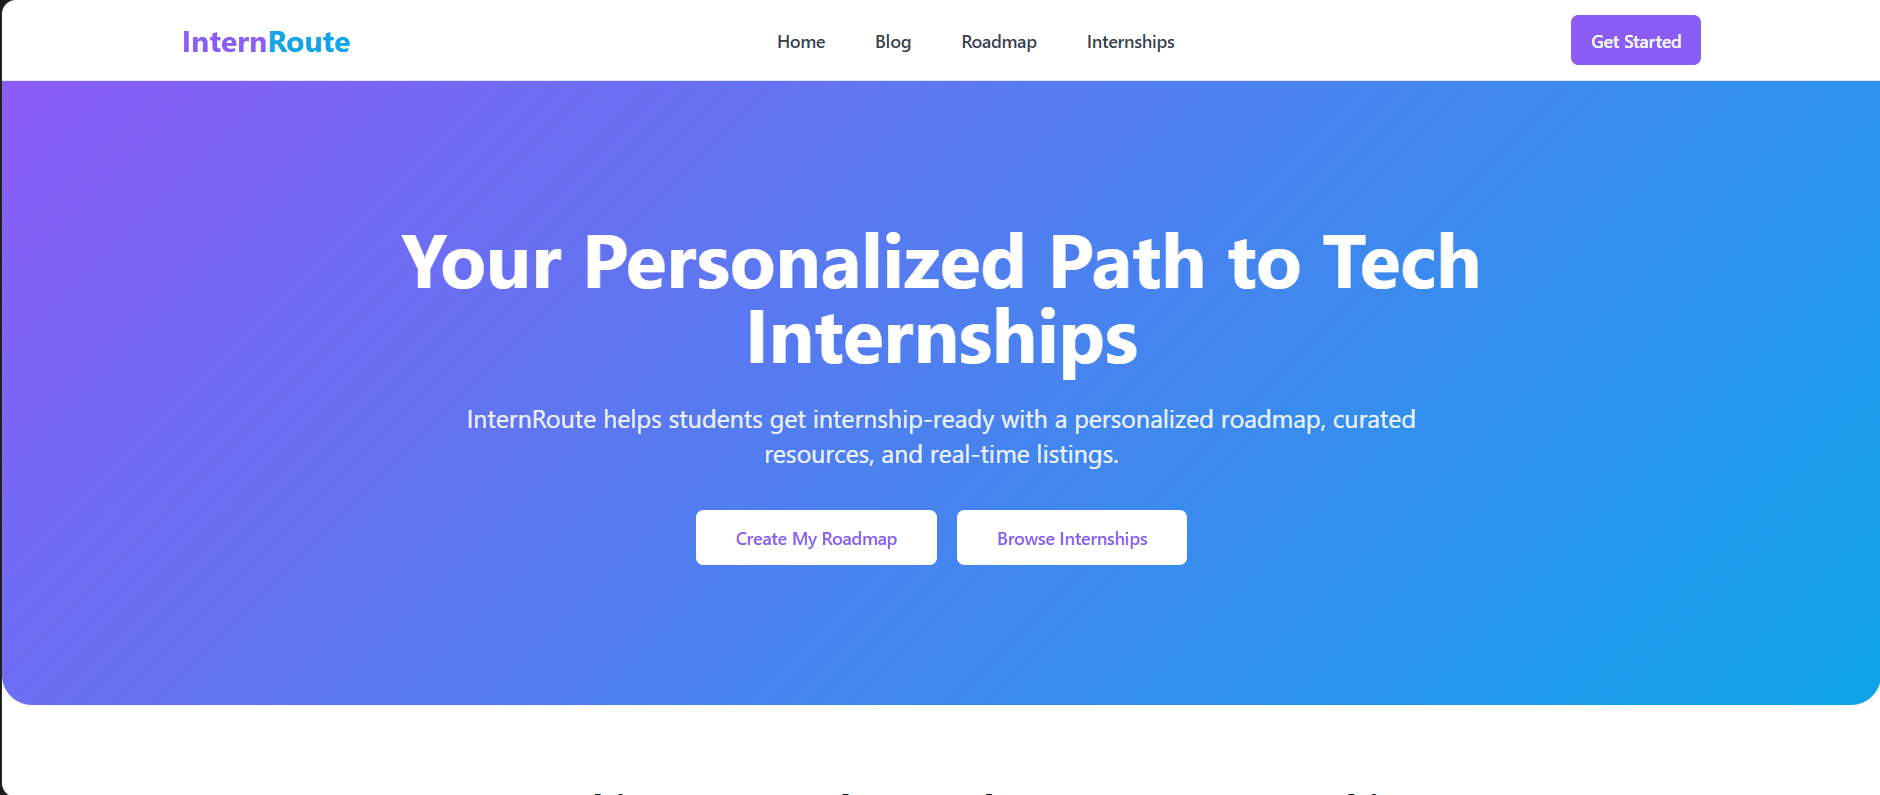 InternRoute
Home Blog Roadmap Internships
Get Started
Your Personalized Path to Tech
Internships
InternRoute helps students get internship-ready with a personalized roadmap, curated
resources, and real-time listings.
Create My Roadmap
Browse Internships